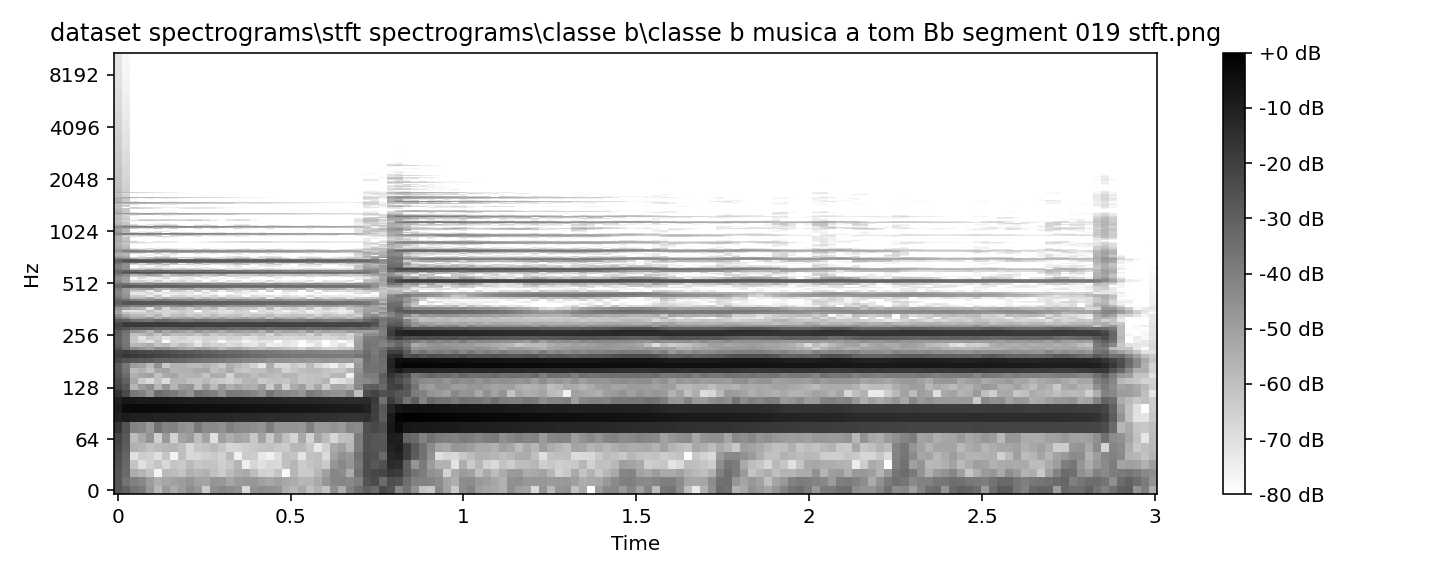 dataset spectrograms\stft spectrograms\classe b\classe b musica a tom Bb segment 019 stft.png
8192
4096
2048
1024
512
256
128
64
0
Hz
0
0.5
1
1.5
2
2.5
3
Time
+0 dB
-10 dB
-20 dB
-30 dB
-40 dB
-50 dB
-60 dB
-70 dB
-80 dB